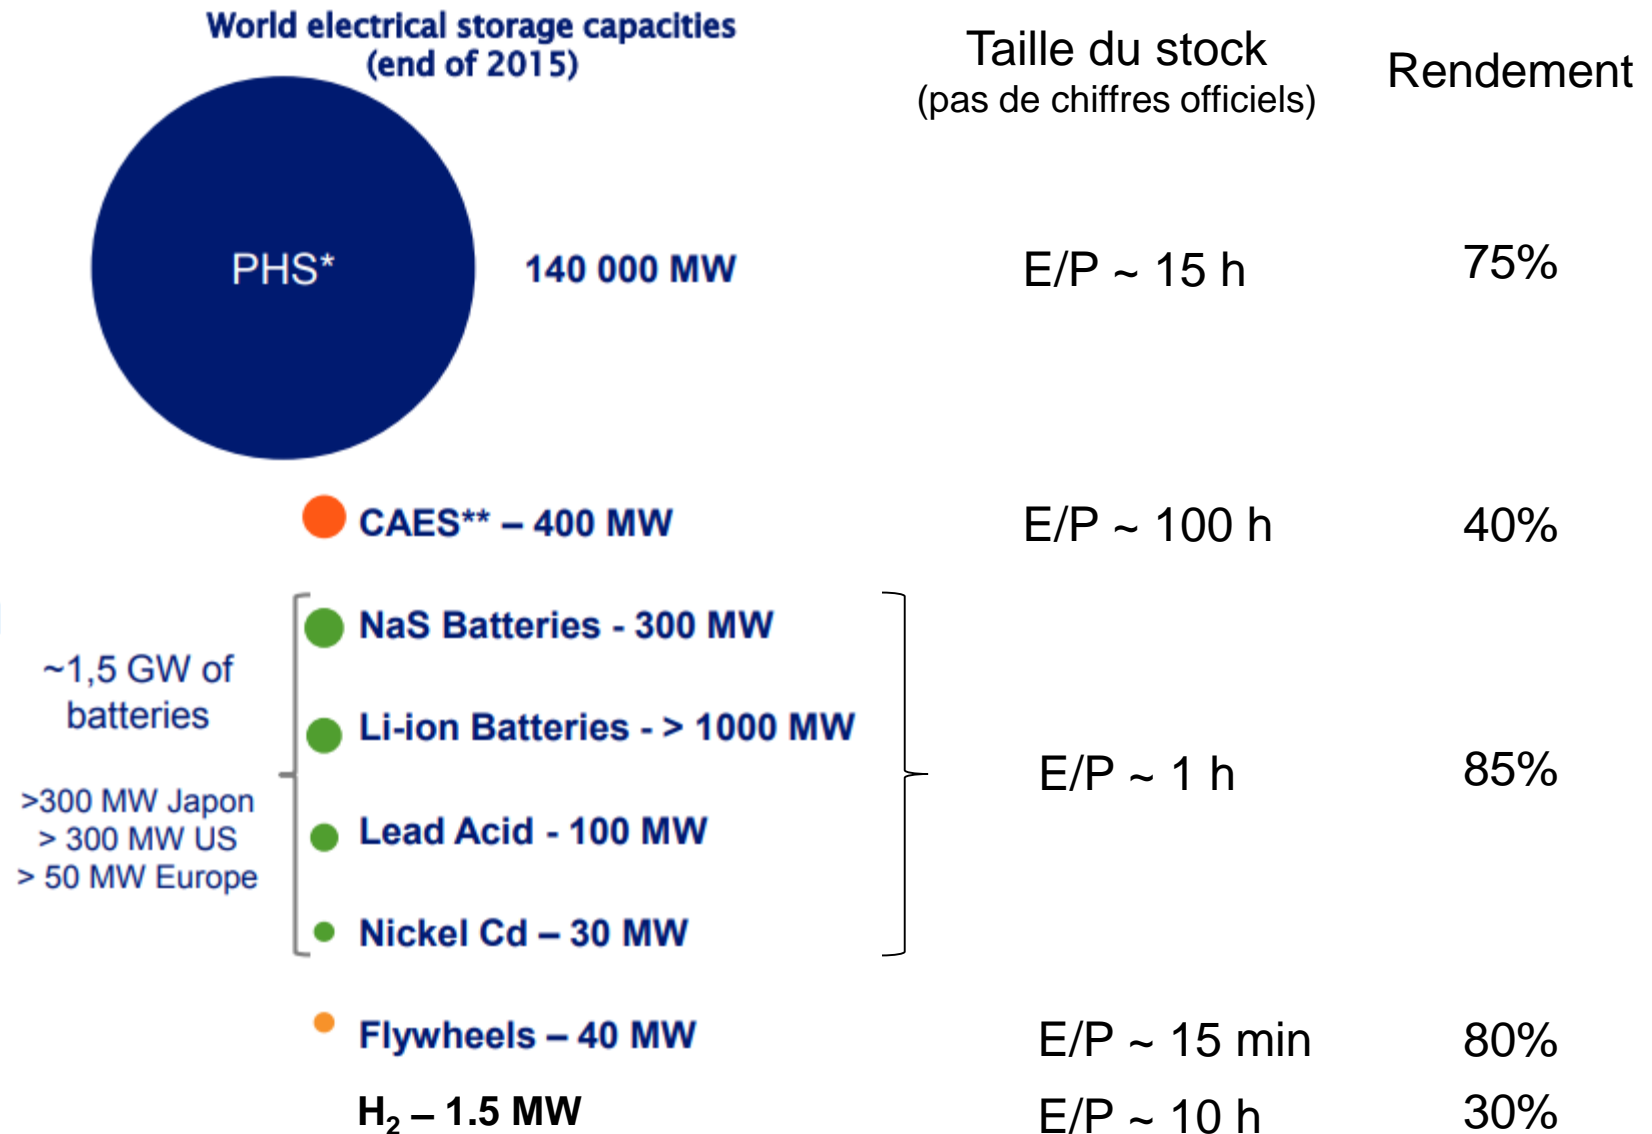 World electrical storage capacities
(end of 2015)
Taille du stock
(pas de chiffres officiels)
Rendement
PHS*
140 000 MW
E/P ~ 15 h
75%
CAES** – 400 MW
E/P ~ 100 h
40%
~1,5 GW of
batteries
>300 MW Japon
> 300 MW US
> 50 MW Europe
NaS Batteries - 300 MW
Li-ion Batteries - > 1000 MW
Lead Acid - 100 MW
Nickel Cd – 30 MW
E/P ~ 1 h
85%
Flywheels – 40 MW
E/P ~ 15 min
80%
H₂ – 1.5 MW
E/P ~ 10 h
30%